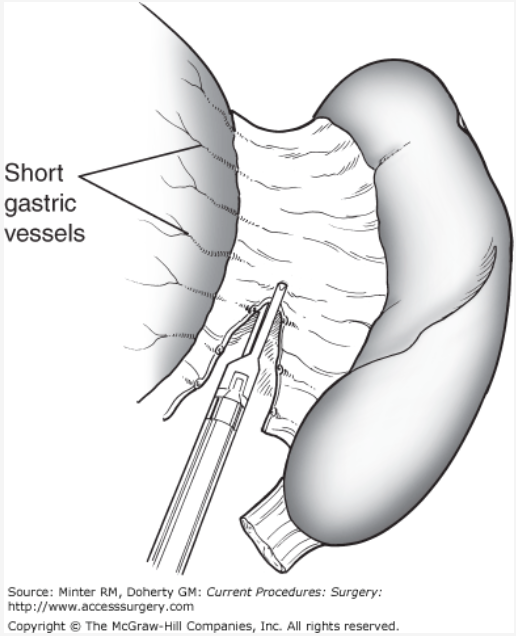 Short
gastric
vessels
Source: Minter RM, Doherty GM: Current Procedures: Surgery:
http://www.accesssurgery.com
Copyright © The McGraw-Hill Companies, Inc. All rights reserved.